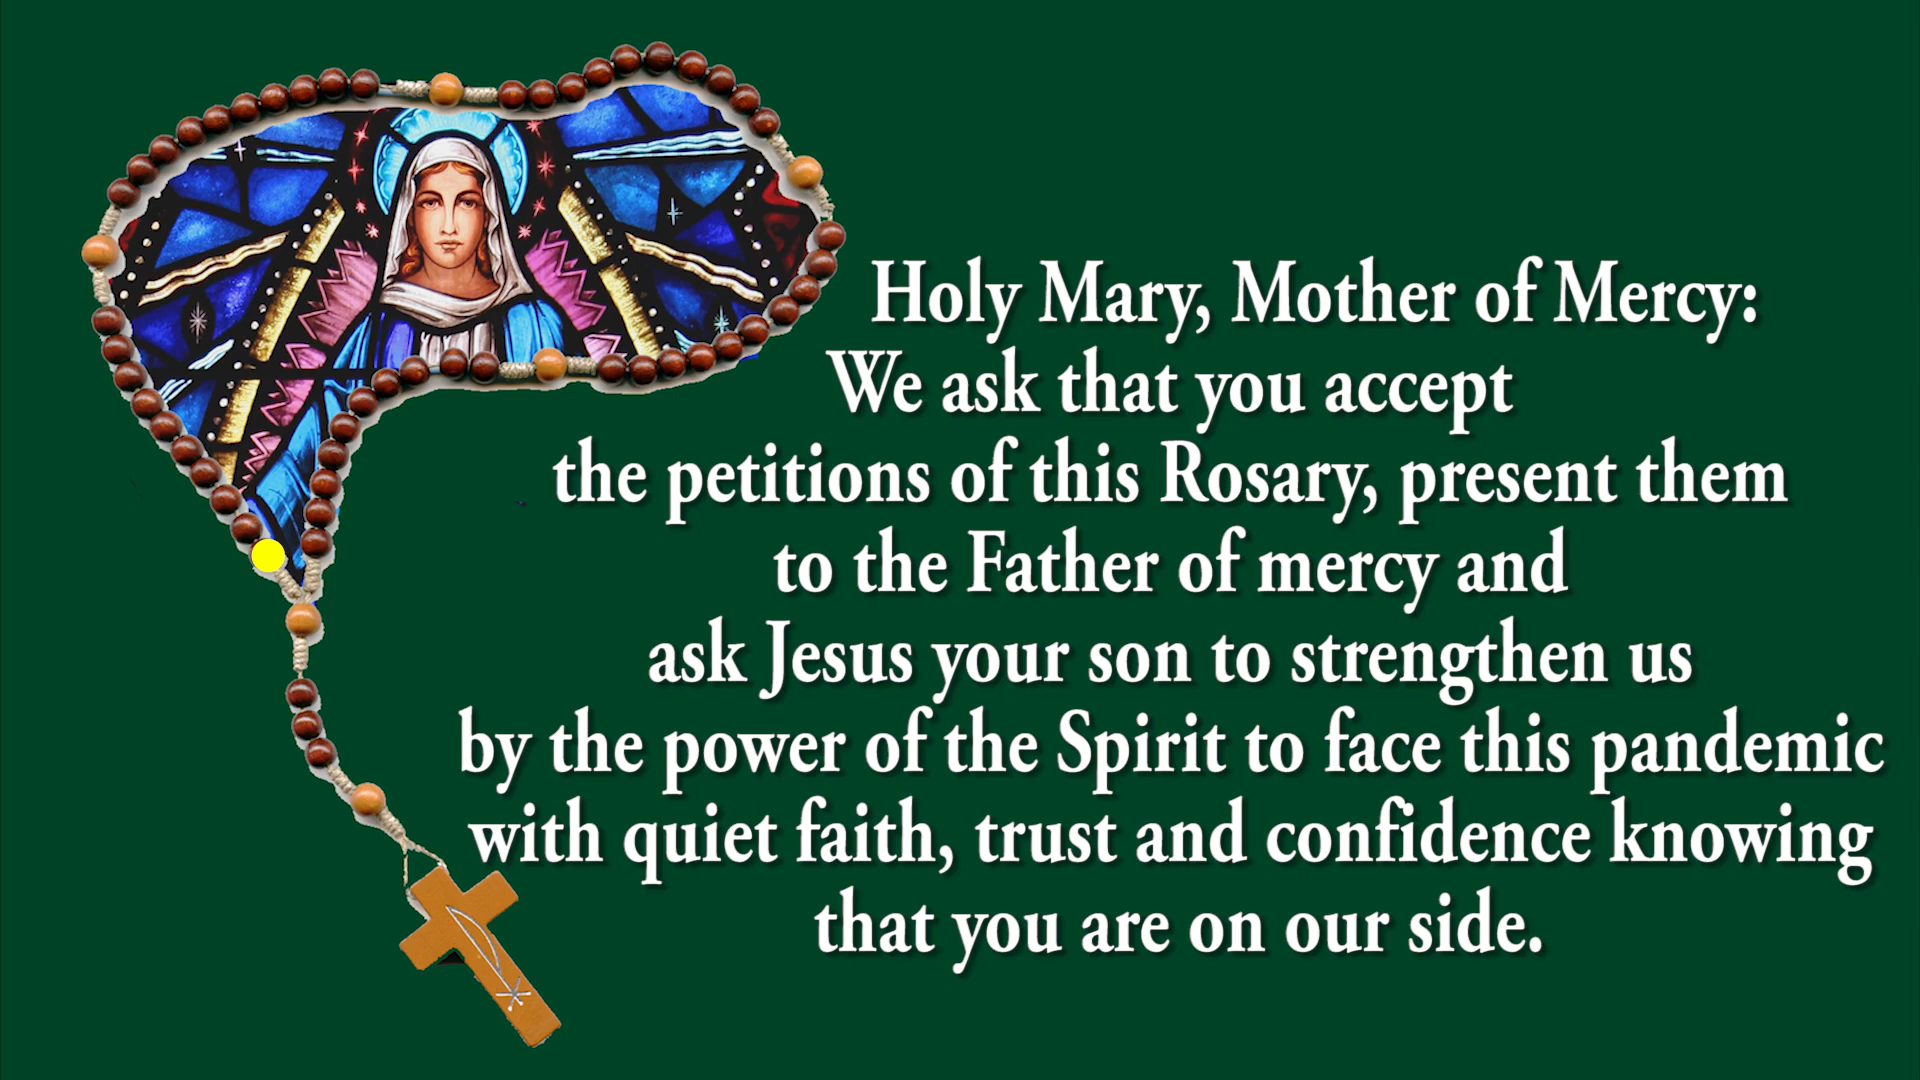 Holy Mary, Mother of Mercy:
We ask that you accept
the petitions of this Rosary, present them
to the Father of mercy and
ask Jesus your son to strengthen us
by the power of the Spirit to face this pandemic
with quiet faith, trust and confidence knowing
that you are on our side.